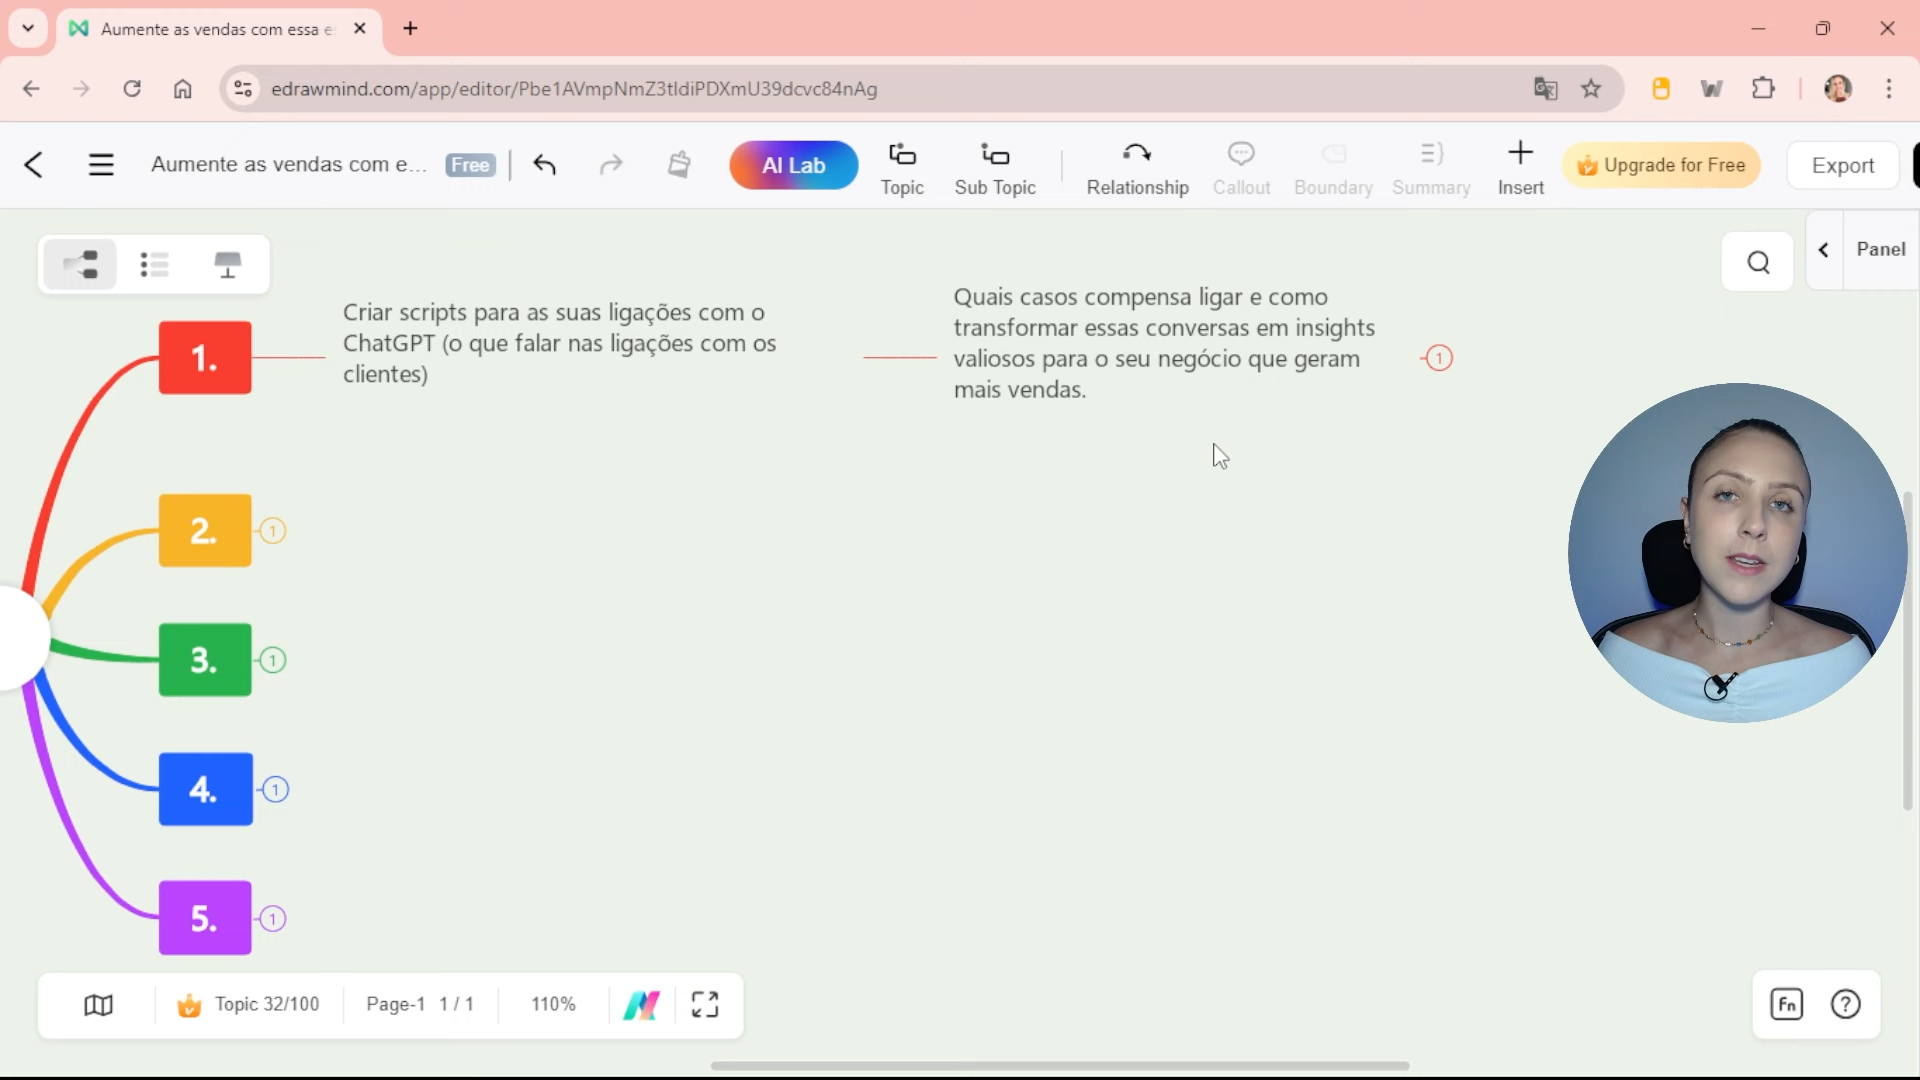 Aumente as vendas com essa e
edrawmind.com/app/editor/Pbe1AVmpNmZ3tIdiPDXmU39dcvc84nAg
Aumente as vendas com e...
Free
AI Lab
Topic
Sub Topic
Relationship
Callout
Boundary
Summary
Insert
Upgrade for Free
Export
Panel
1.
Criar scripts para as suas ligações com o
ChatGPT (o que falar nas ligações com os
clientes)
Quais casos compensa ligar e como
transformar essas conversas em insights
valiosos para o seu negócio que geram
mais vendas.
1
2.
1
3.
1
4.
1
5.
1
Topic 32/100
Page-1 1 / 1
110%
Fn